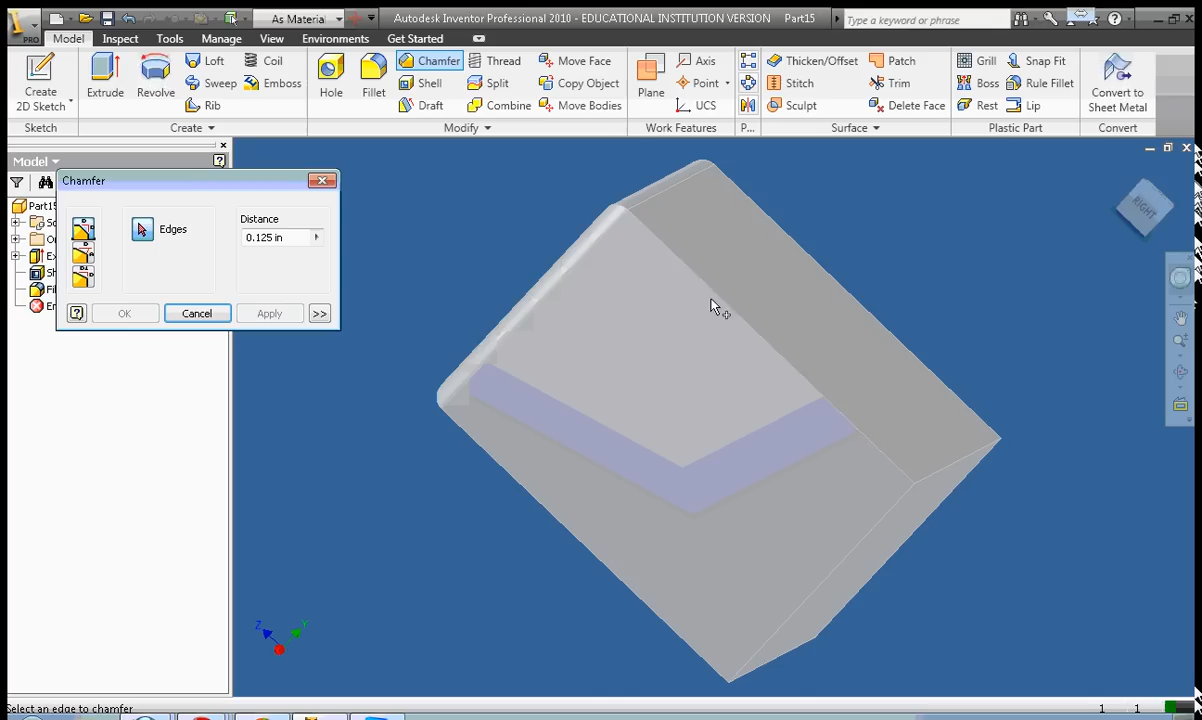 As Material
Autodesk Inventor Professional 2010 - EDUCATIONAL INSTITUTION VERSION Part15
Type a keyword or phrase
PRO
Model Inspect Tools Manage View Environments Get Started
Create
2D Sketch
Extrude
Revolve
Loft
Sweep
Rib
Coil
Emboss
Hole
Fillet
Chamfer
Shell
Draft
Thread
Split
Combine
Move Face
Copy Object
Move Bodies
Plane
Axis
Point
UCS
Thicken/Offset
Stitch
Sculpt
Patch
Trim
Delete Face
Grill
Boss
Rest
Snap Fit
Rule Fillet
Lip
Convert to
Sheet Metal
Sketch Create Modify Work Features P... Surface Plastic Part Convert
Model
Part15
Chamfer
Edges
Distance
0.125 in
OK Cancel Apply >>
RIGHT
Z Y
Select an edge to chamfer
1 1